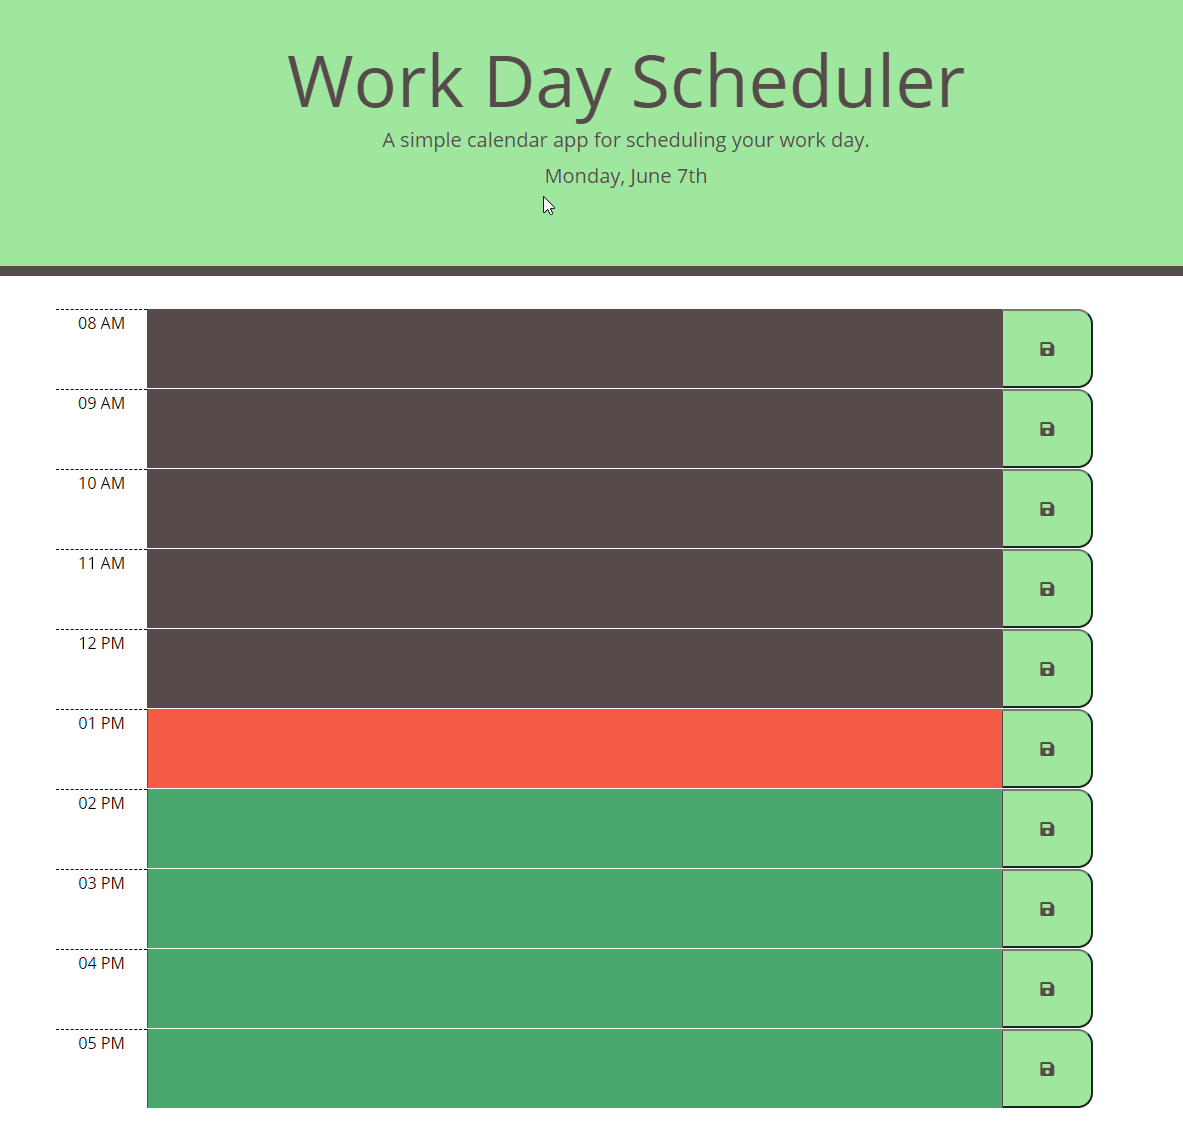 Work Day Scheduler
A simple calendar app for scheduling your work day.
Monday, June 7th
08 AM
09 AM
10 AM
11 AM
12 PM
01 PM
02 PM
03 PM
04 PM
05 PM